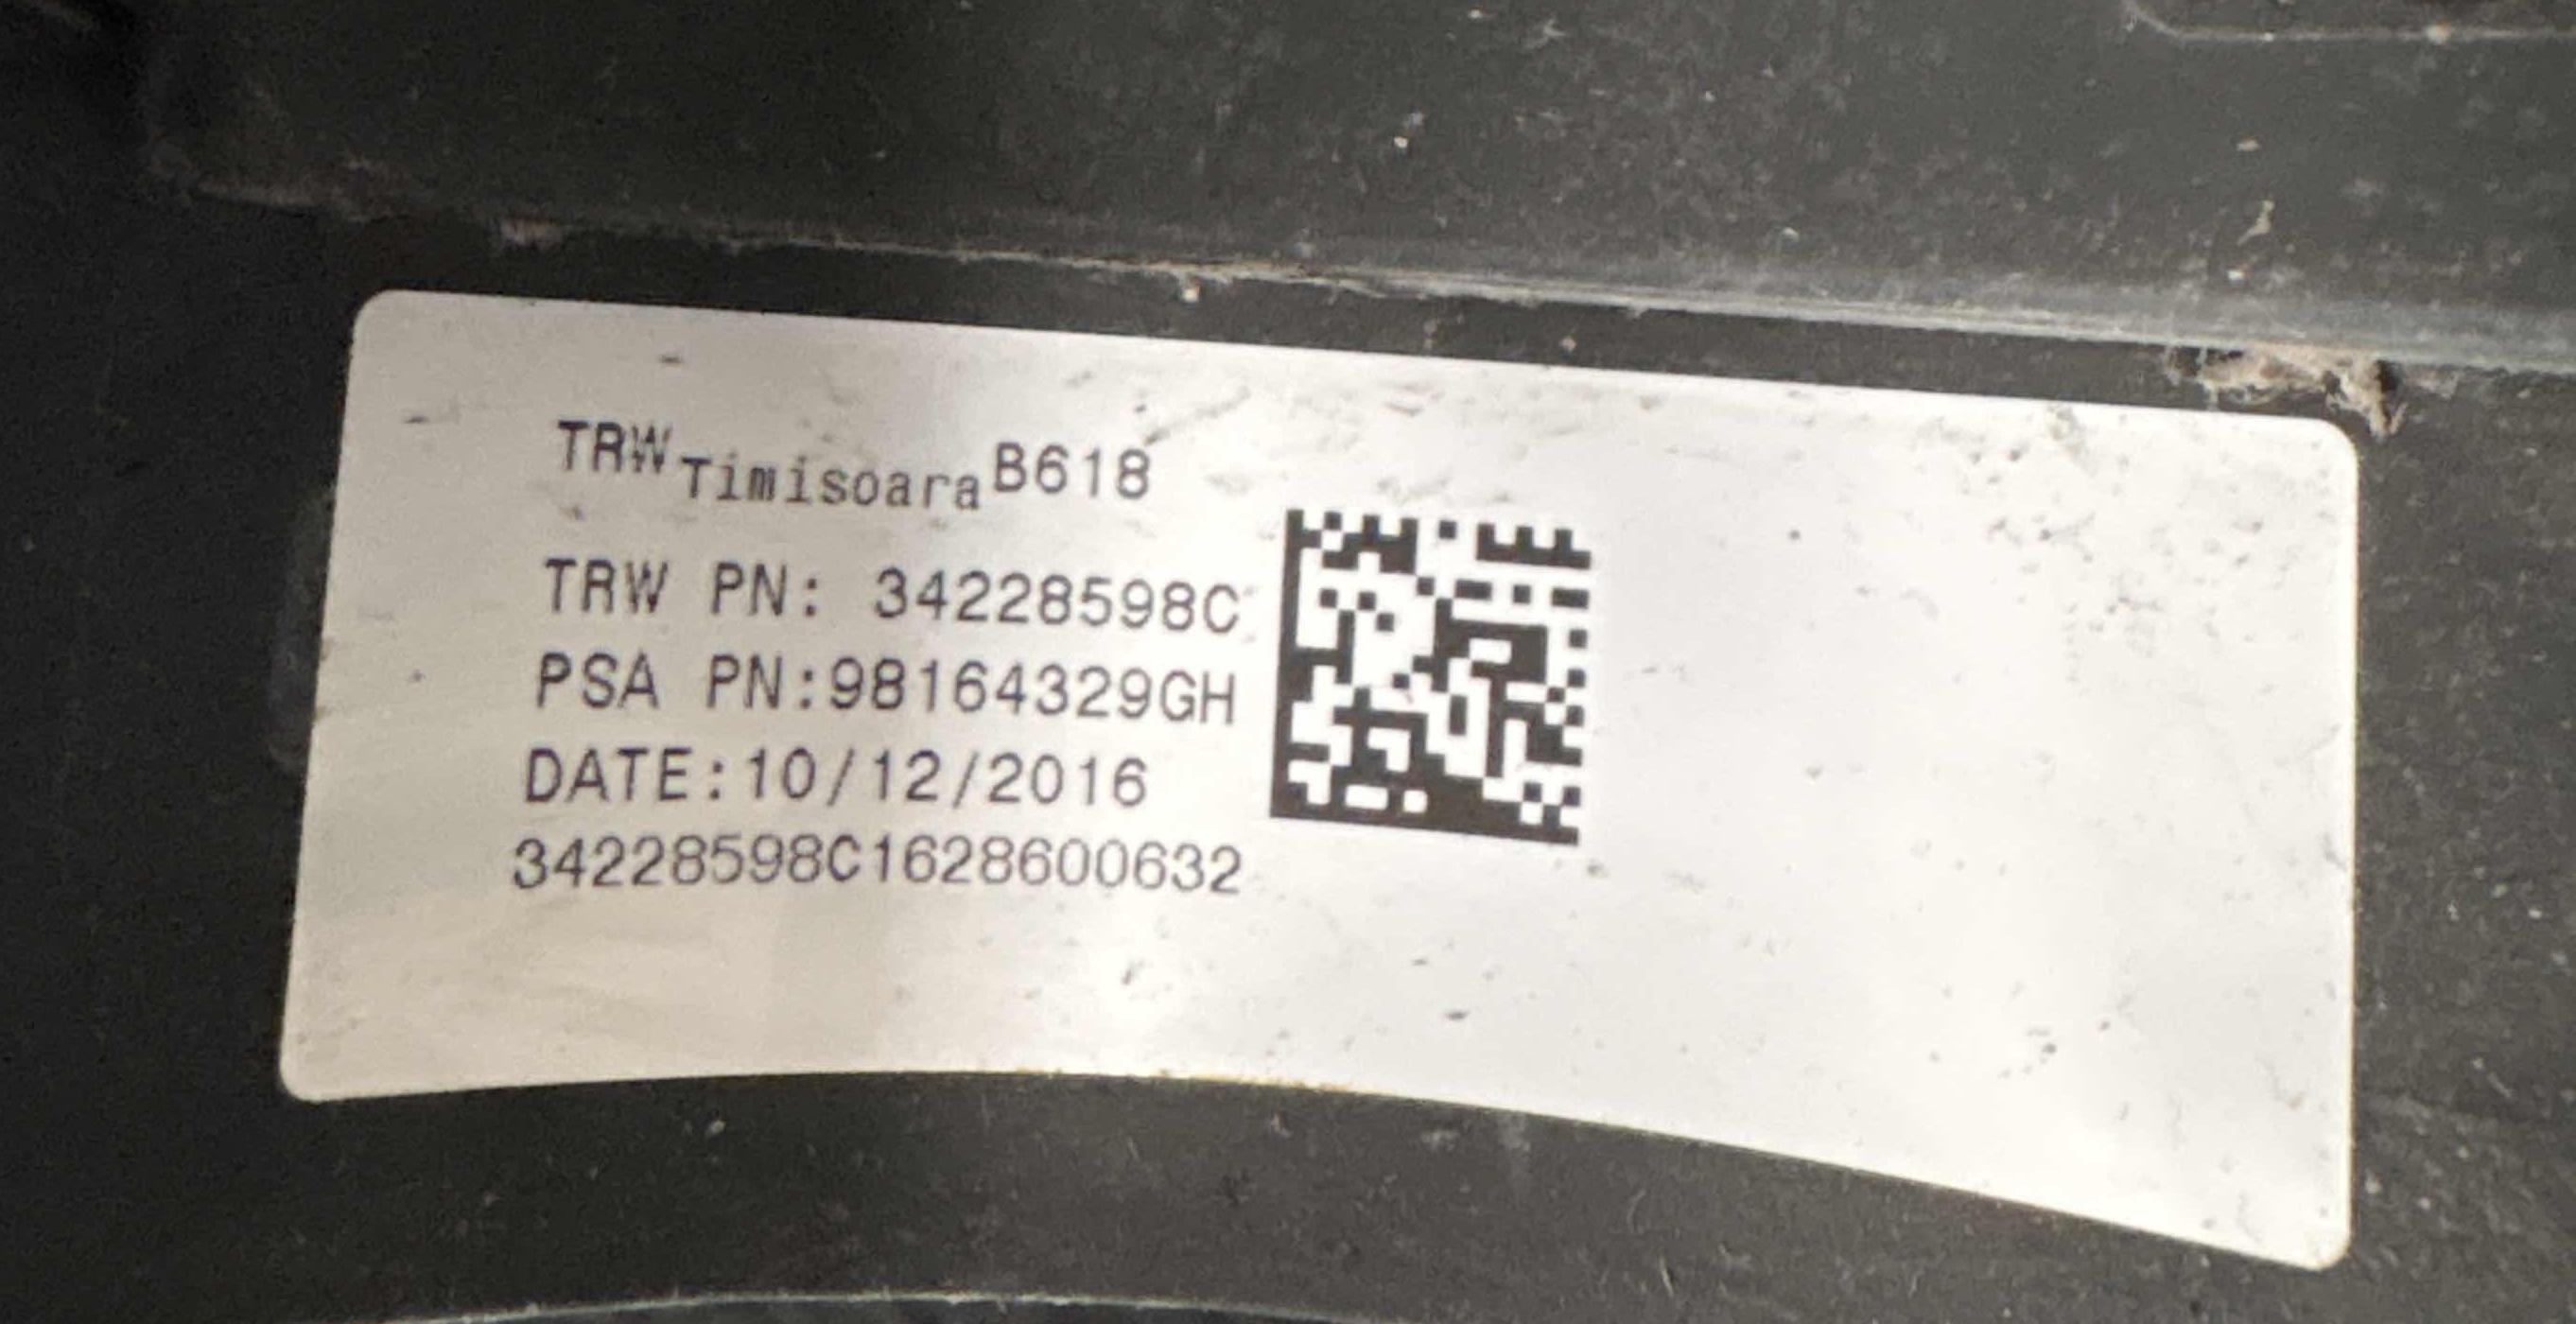 TRW Timisoara B618
TRW PN: 34228598C
PSA PN:98164329GH
DATE:10/12/2016
34228598C1628600632